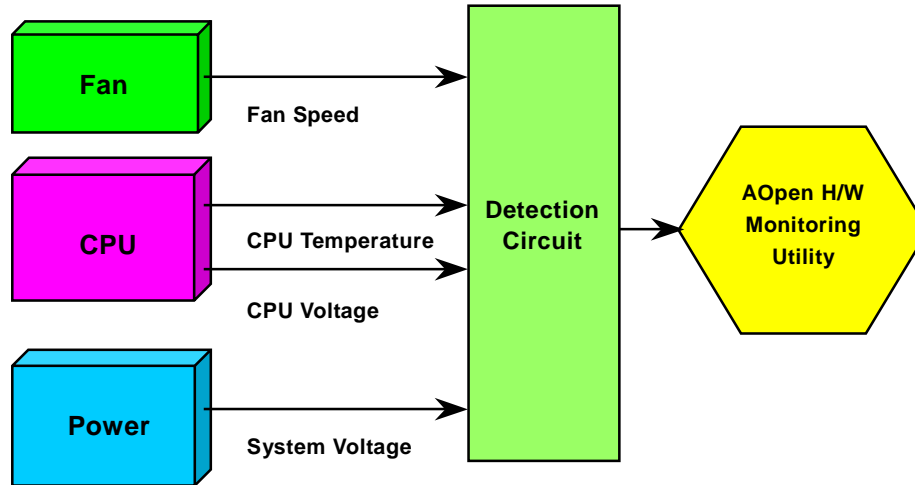 Fan
Fan Speed
CPU
CPU Temperature
CPU Voltage
Power
System Voltage
Detection
Circuit
AOpen H/W
Monitoring
Utility